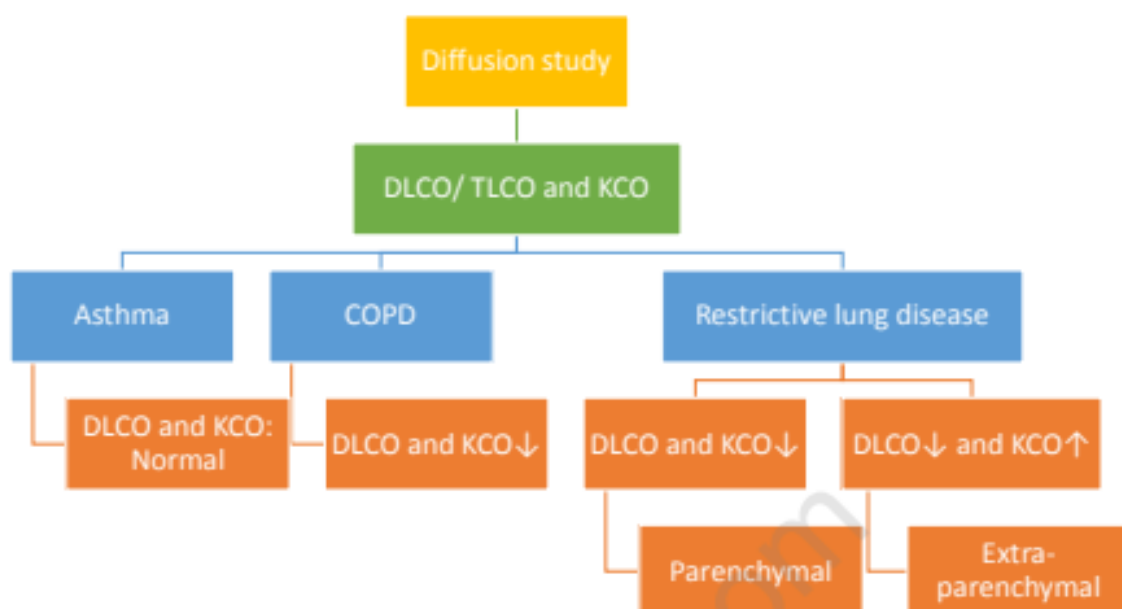 Diffusion study
DLCO/ TLCO and KCO
Asthma
COPD
Restrictive lung disease
DLCO and KCO:
Normal
DLCO and KCO↓
DLCO and KCO↓
DLCO↓ and KCO↑
Parenchymal
Extra-
parenchymal
om